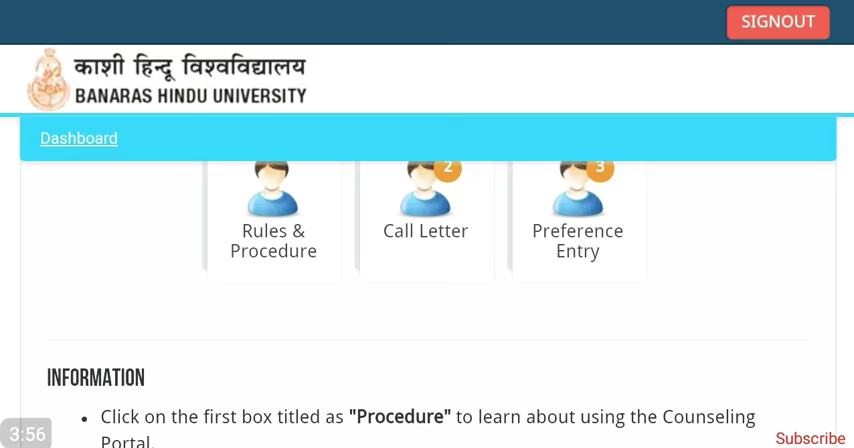 SIGNOUT
काशी हिन्दू विश्वविद्यालय
BANARAS HINDU UNIVERSITY
Dashboard
2
3
Rules &
Procedure
Call Letter
Preference
Entry
INFORMATION
• Click on the first box titled as "Procedure" to learn about using the Counseling
Portal.
3:56
Subscribe